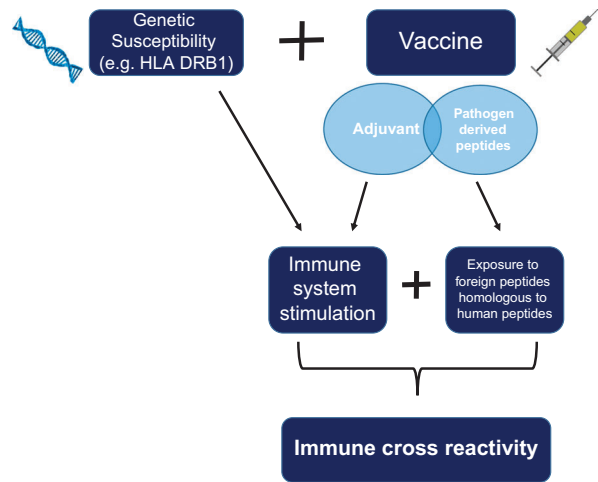 Genetic
Susceptibility
(e.g. HLA DRB1)
+
Vaccine
Adjuvant
Pathogen
derived
peptides
Immune
system
stimulation
+
Exposure to
foreign peptides
homologous to
human peptides
Immune cross reactivity